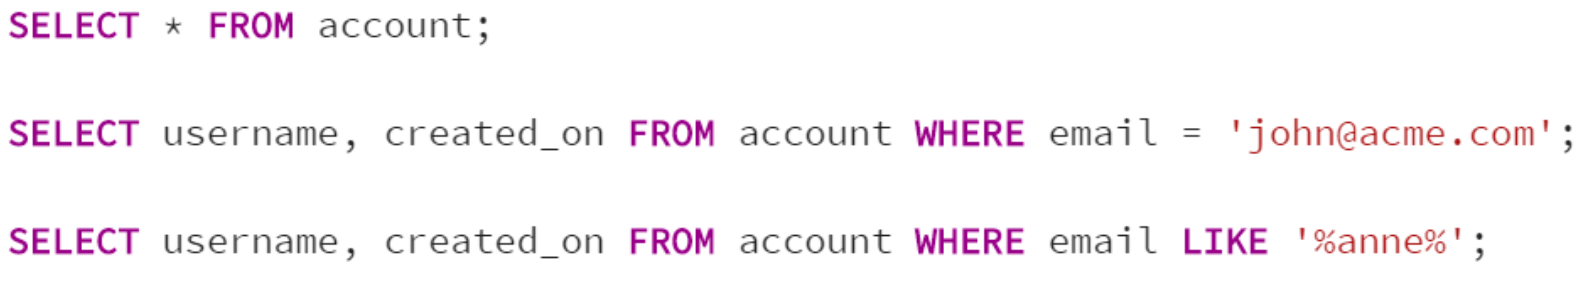 SELECT * FROM account;
SELECT username, created_on FROM account WHERE email = 'john@acme.com';
SELECT username, created_on FROM account WHERE email LIKE '%anne%';